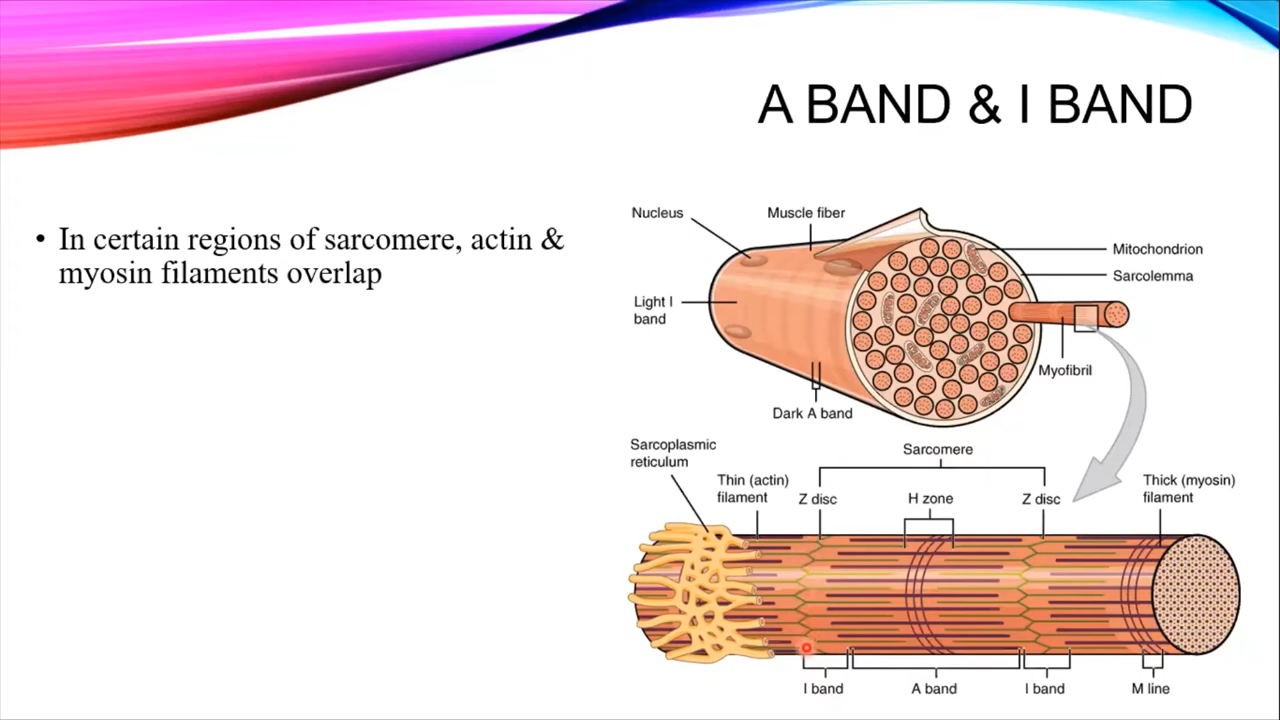 A BAND & I BAND
• In certain regions of sarcomere, actin &
myosin filaments overlap
Nucleus
Muscle fiber
Mitochondrion
Sarcolemma
Light I
band
Myofibril
Dark A band
Sarcoplasmic
reticulum
Sarcomere
Thin (actin)
filament
Z disc
H zone
Z disc
Thick (myosin)
filament
I band
A band
I band
M line